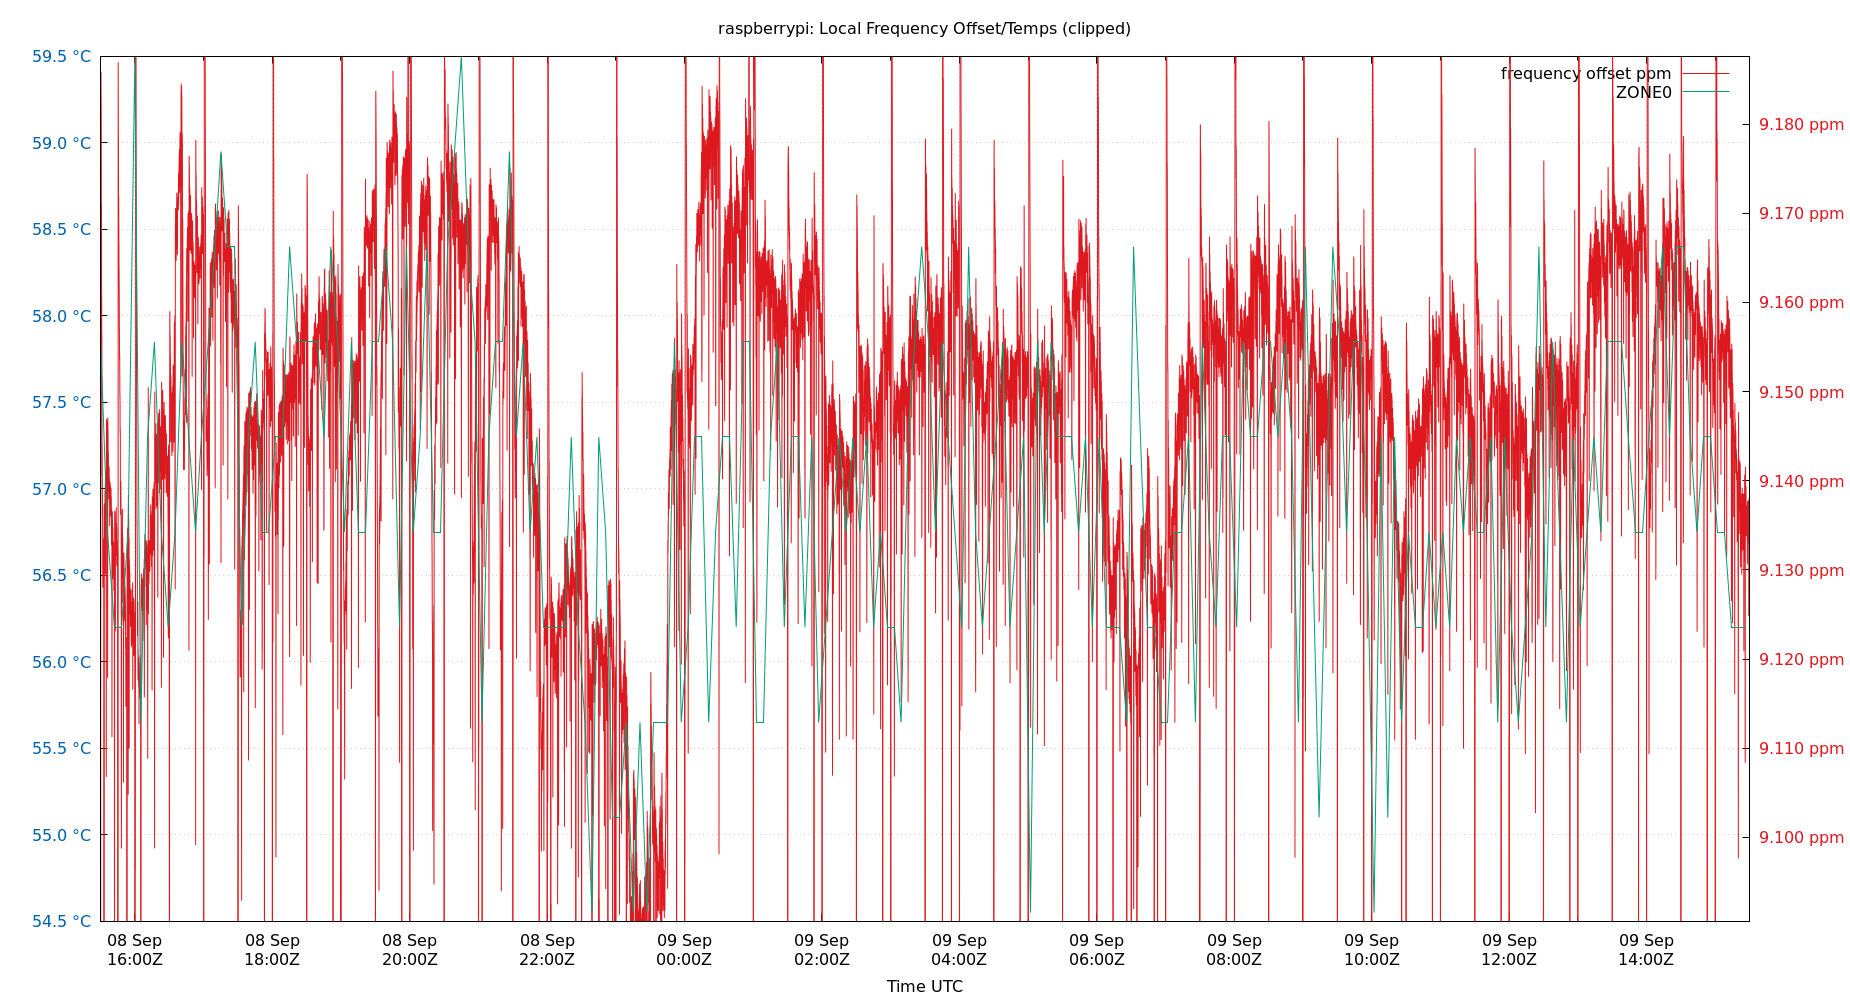 raspberrypi: Local Frequency Offset/Temps (clipped)
59.5 °C
59.0 °C
58.5 °C
58.0 °C
57.5 °C
57.0 °C
56.5 °C
56.0 °C
55.5 °C
55.0 °C
54.5 °C
frequency offset ppm
ZONE0
9.180 ppm
9.170 ppm
9.160 ppm
9.150 ppm
9.140 ppm
9.130 ppm
9.120 ppm
9.110 ppm
9.100 ppm
08 Sep 08 Sep 08 Sep 08 Sep 09 Sep 09 Sep 09 Sep 09 Sep 09 Sep 09 Sep 09 Sep 09 Sep
16:00Z 18:00Z 20:00Z 22:00Z 00:00Z 02:00Z 04:00Z 06:00Z 08:00Z 10:00Z 12:00Z 14:00Z
Time UTC